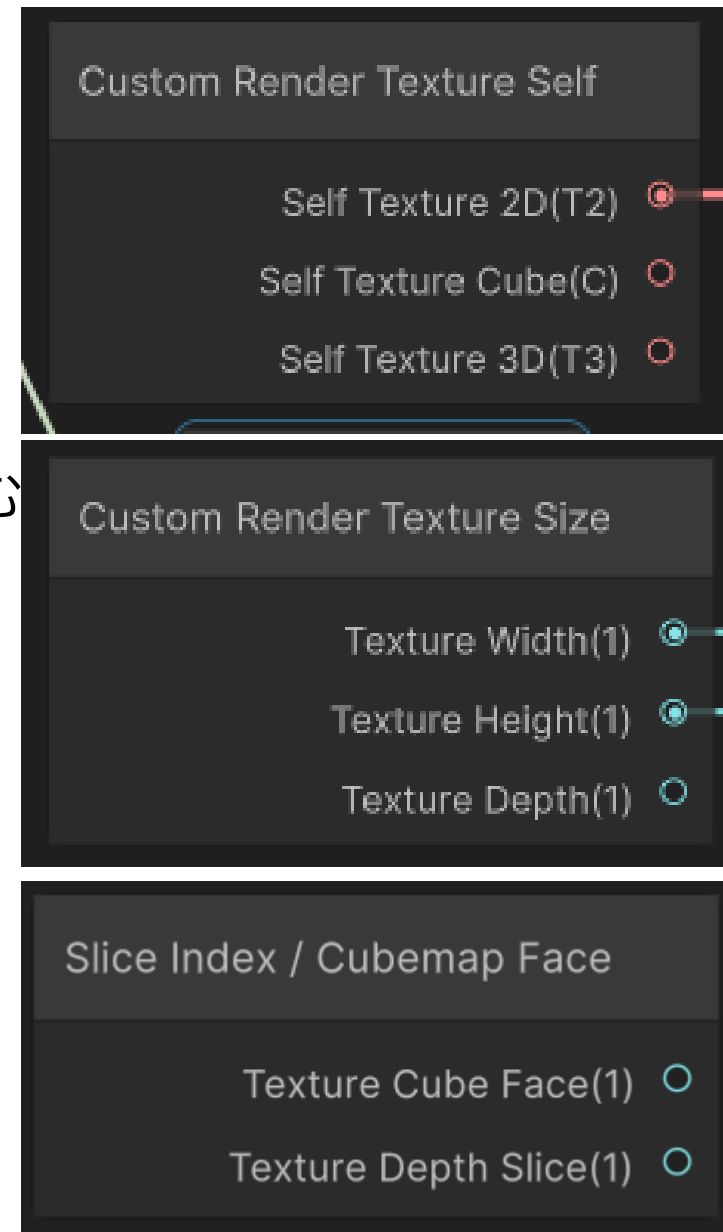 Custom Render Texture Self
Self Texture 2D(T2)
Self Texture Cube(C)
Self Texture 3D(T3)
む
Custom Render Texture Size
Texture Width(1)
Texture Height(1)
Texture Depth(1)
Slice Index / Cubemap Face
Texture Cube Face(1)
Texture Depth Slice(1)